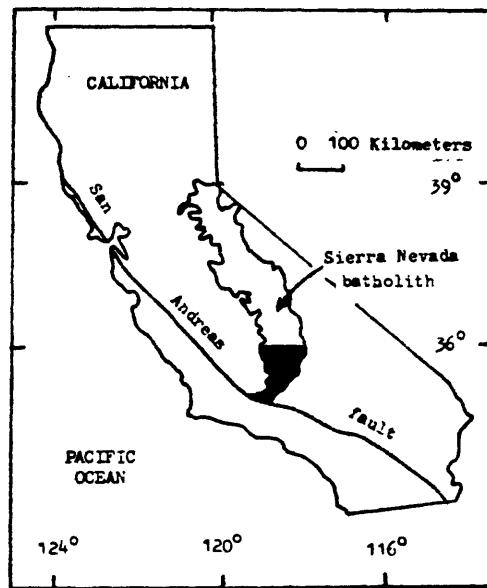 CALIFORNIA
0 100 Kilometers
39°
San
Sierra Nevada
batholith
Andreas
36°
fault
PACIFIC
OCEAN
124° 120° 116°